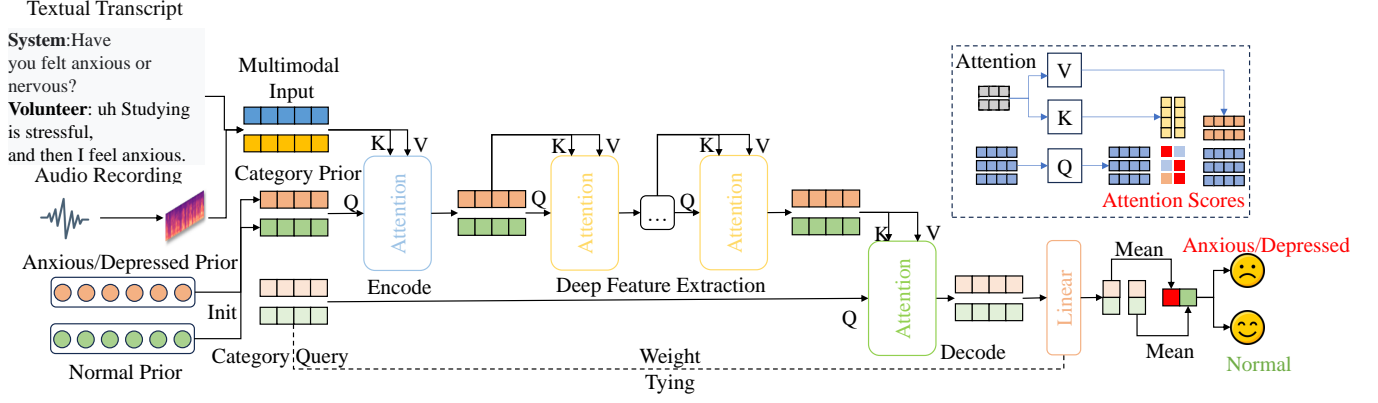 Textual Transcript
System:Have
you felt anxious or
nervous?
Volunteer: uh Studying
is stressful,
and then I feel anxious.
Audio Recording
Multimodal
Input
Category Prior
Anxious/Depressed Prior
Init
Normal Prior
Category Query
K
V
Q
Attention
Encode
K
V
Q
Attention
...
K
V
Q
Attention
Deep Feature Extraction
K
V
Q
Attention
Decode
Weight
Tying
Linear
Mean
Mean
Anxious/Depressed
Normal
Attention
V
K
Q
Attention Scores